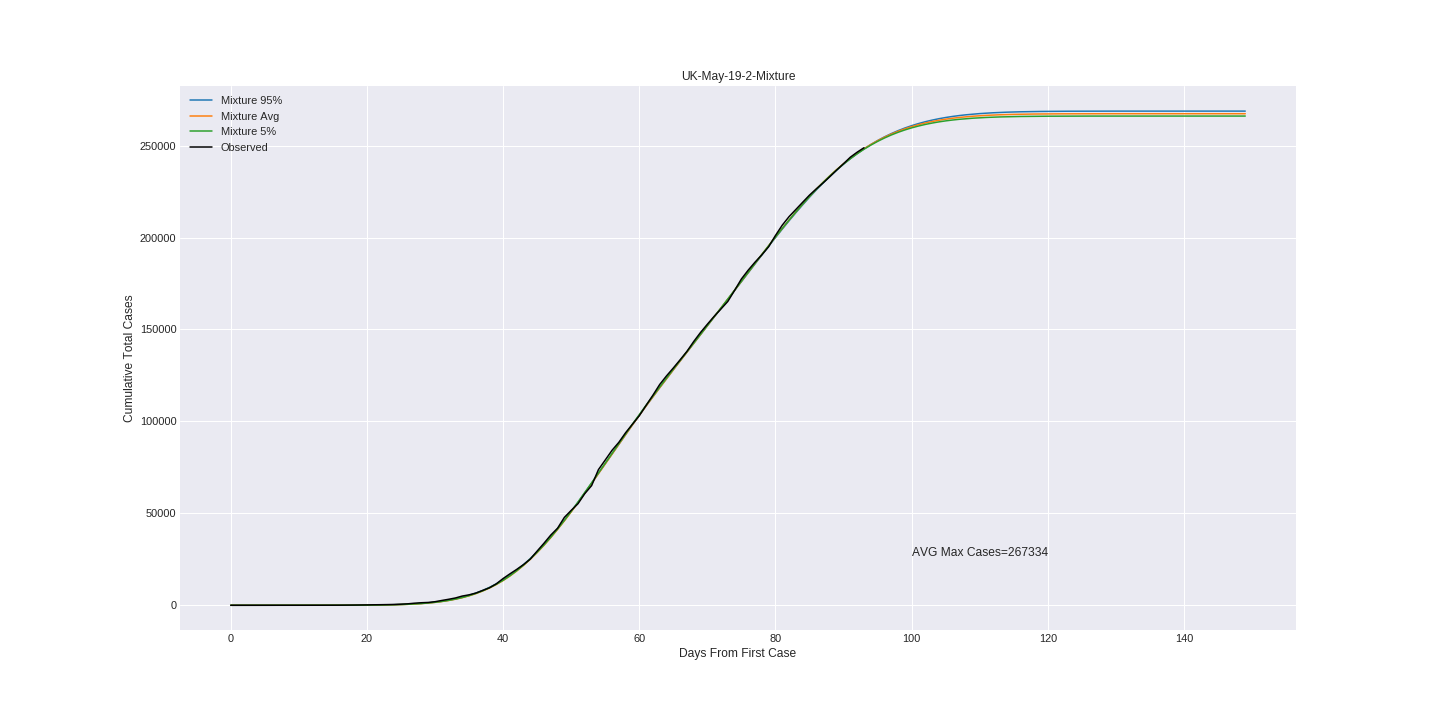 UK-May-19-2-Mixture
Mixture 95%
Mixture Avg
Mixture 5%
Observed
250000
200000
150000
100000
50000
0
Cumulative Total Cases
AVG Max Cases=267334
0 20 40 60 80 100 120 140
Days From First Case